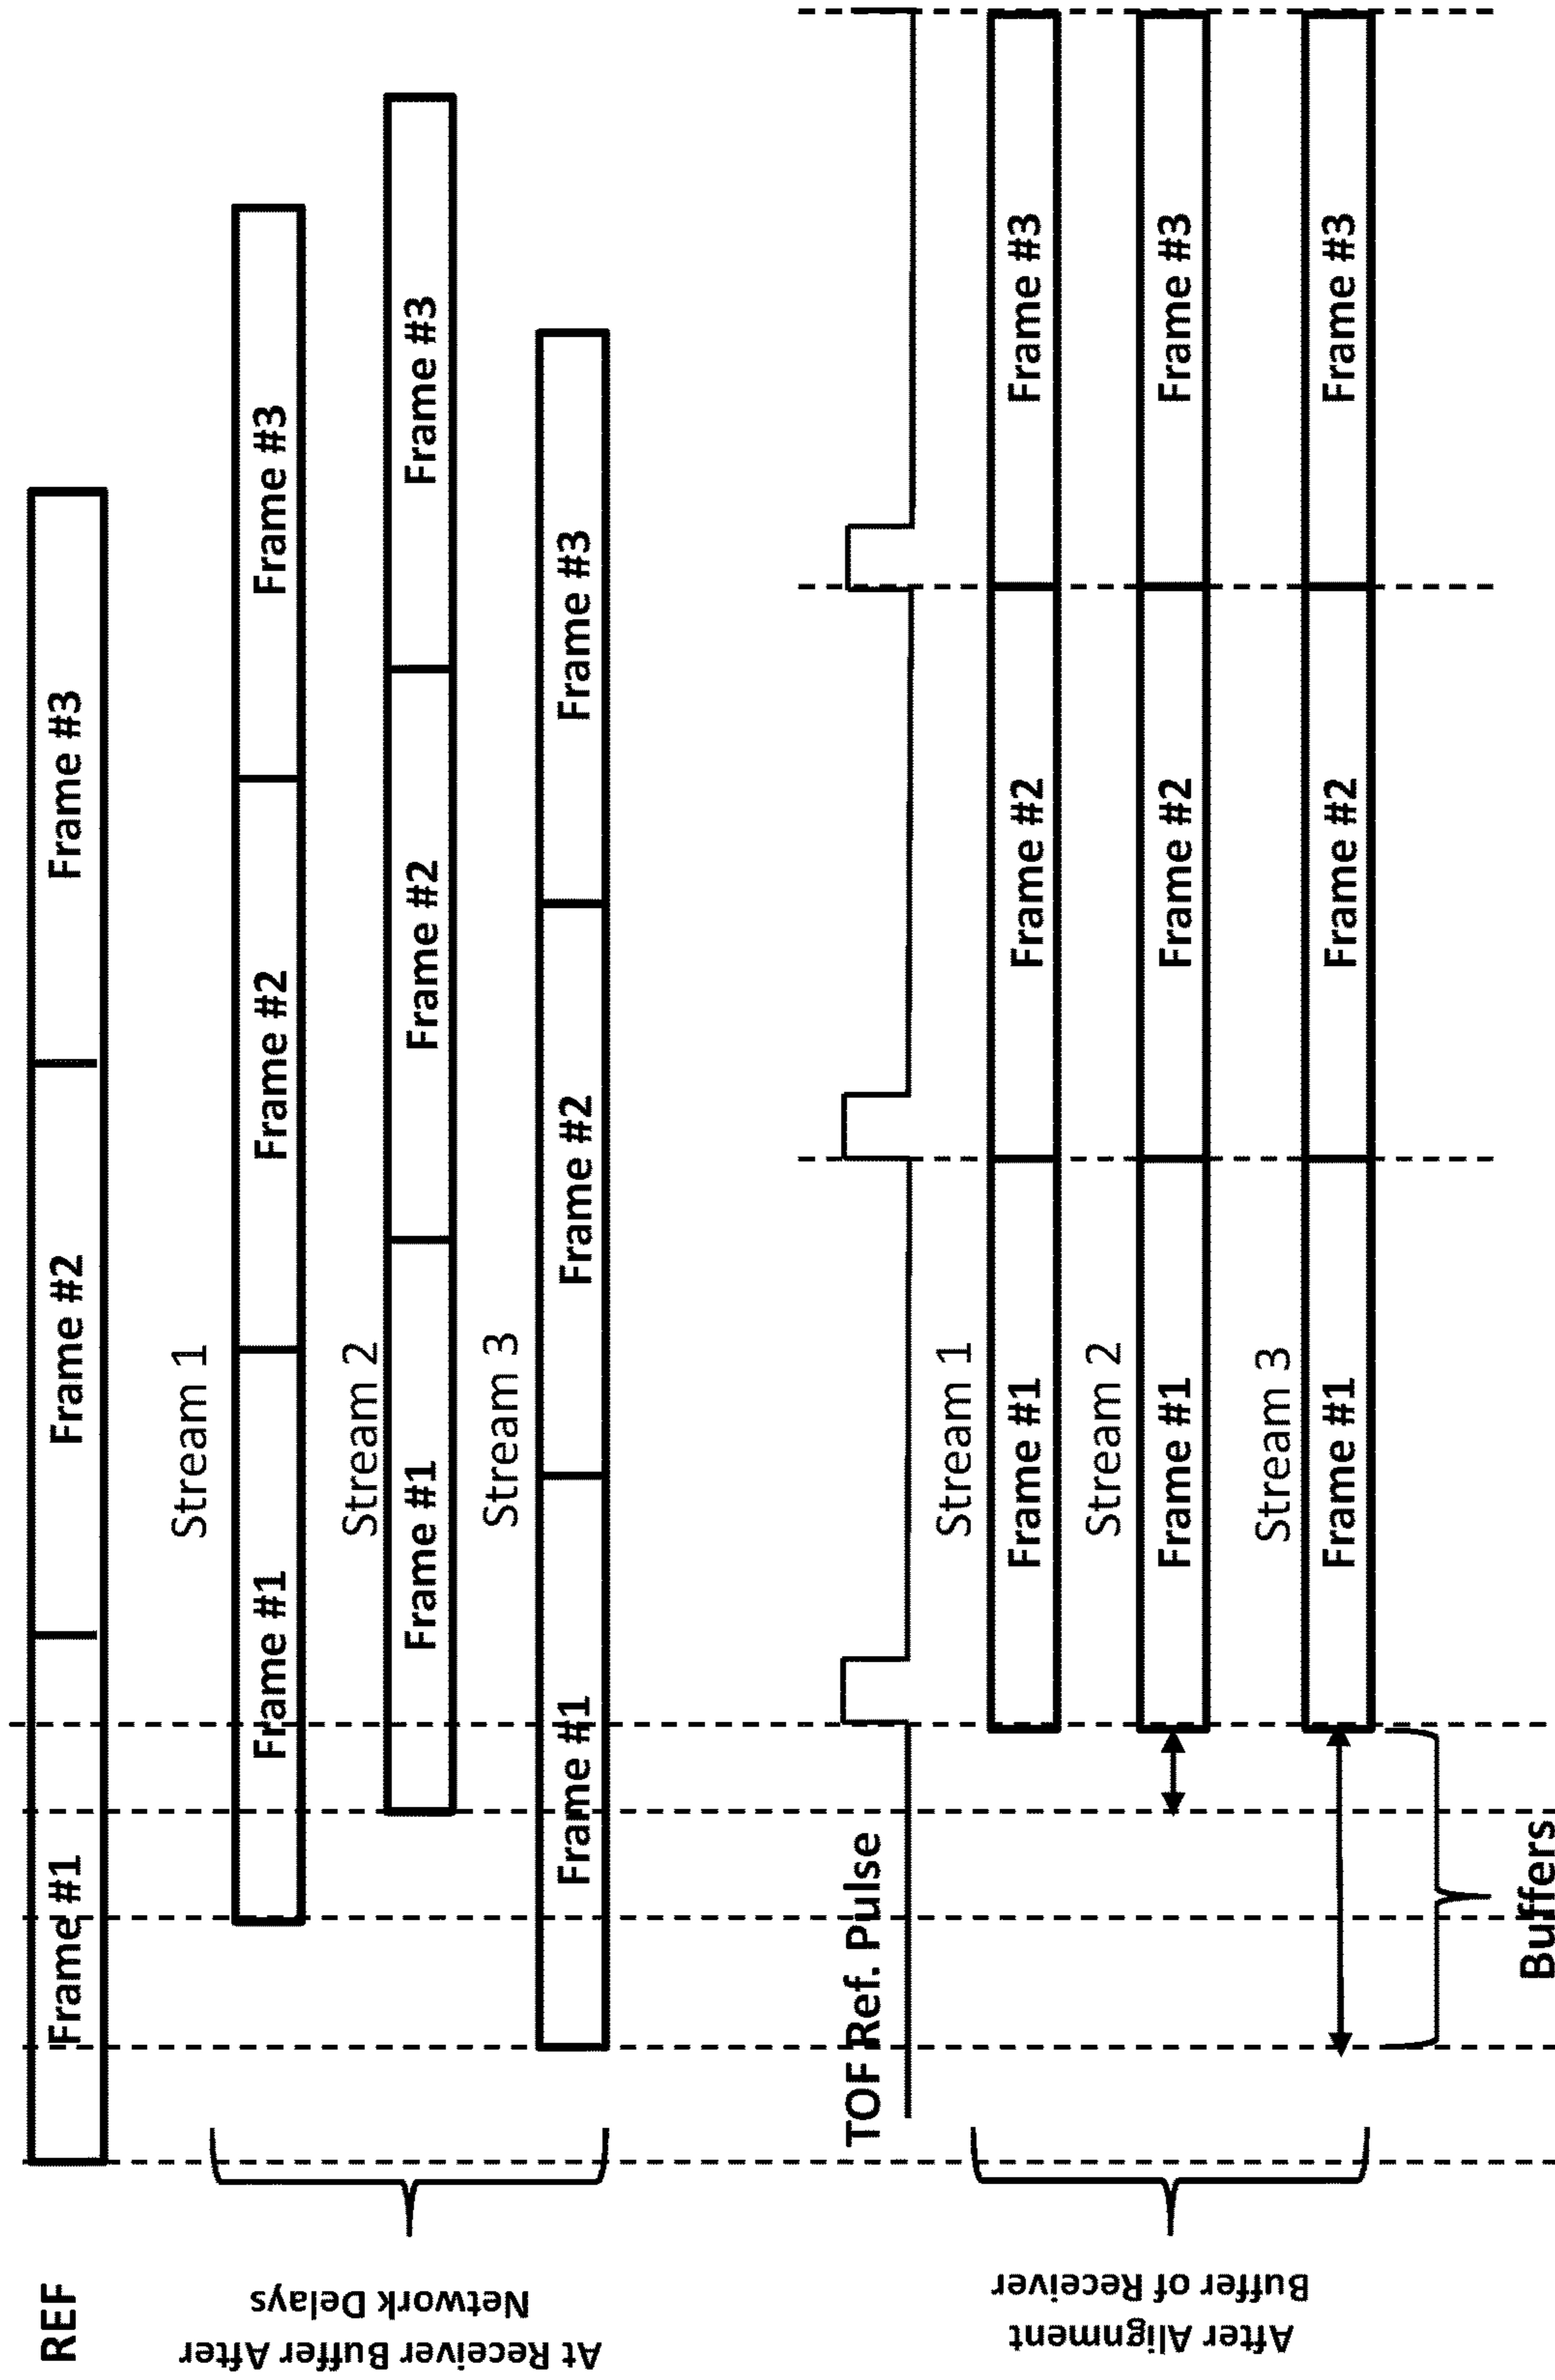 REF
Frame #1
Frame #2
Frame #3
At Receiver Buffer After
Network Delays
Stream 1
Frame #1
Frame #2
Frame #3
Stream 2
Frame #1
Frame #2
Frame #3
Stream 3
Frame #1
Frame #2
Frame #3
TOF Ref. Pulse
After Alignment
Buffer of Receiver
Stream 1
Frame #1
Frame #2
Frame #3
Stream 2
Frame #1
Frame #2
Frame #3
Stream 3
Frame #1
Frame #2
Frame #3
Buffers